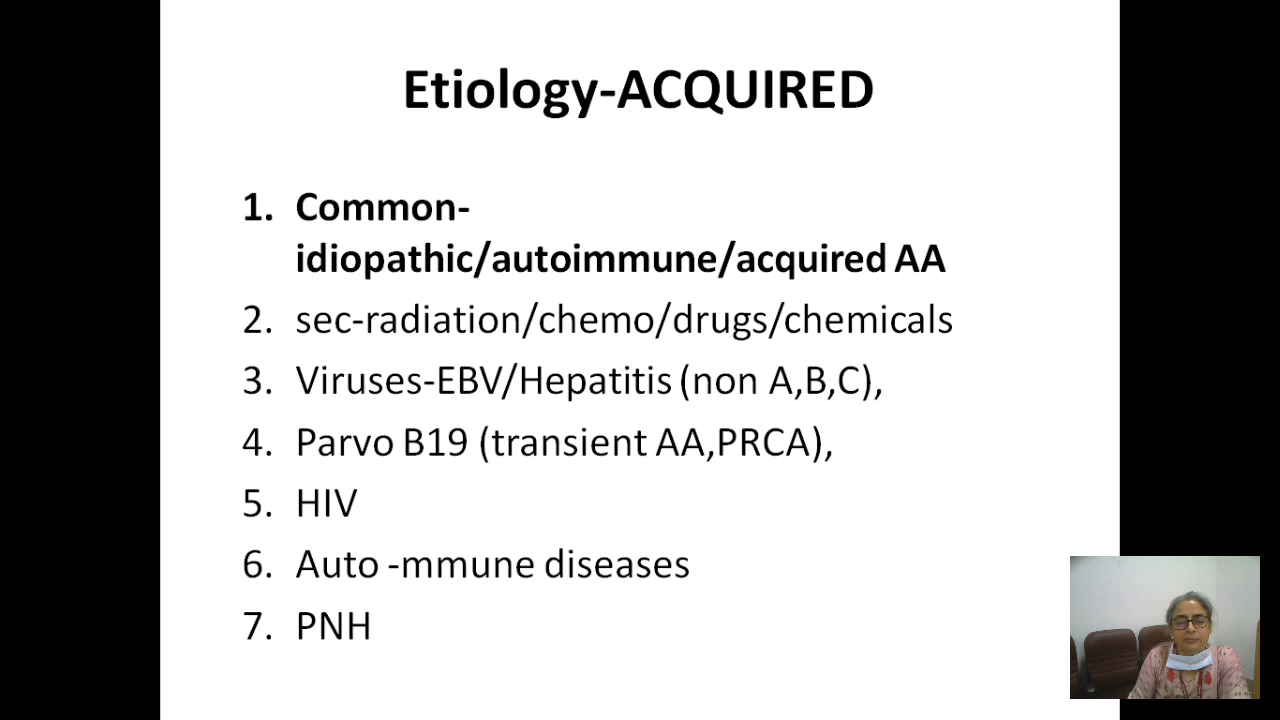 Etiology-ACQUIRED
1. Common-
idiopathic/autoimmune/acquired AA
2. sec-radiation/chemo/drugs/chemicals
3. Viruses-EBV/Hepatitis (non A,B,C),
4. Parvo B19 (transient AA,PRCA),
5. HIV
6. Auto -mmune diseases
7. PNH